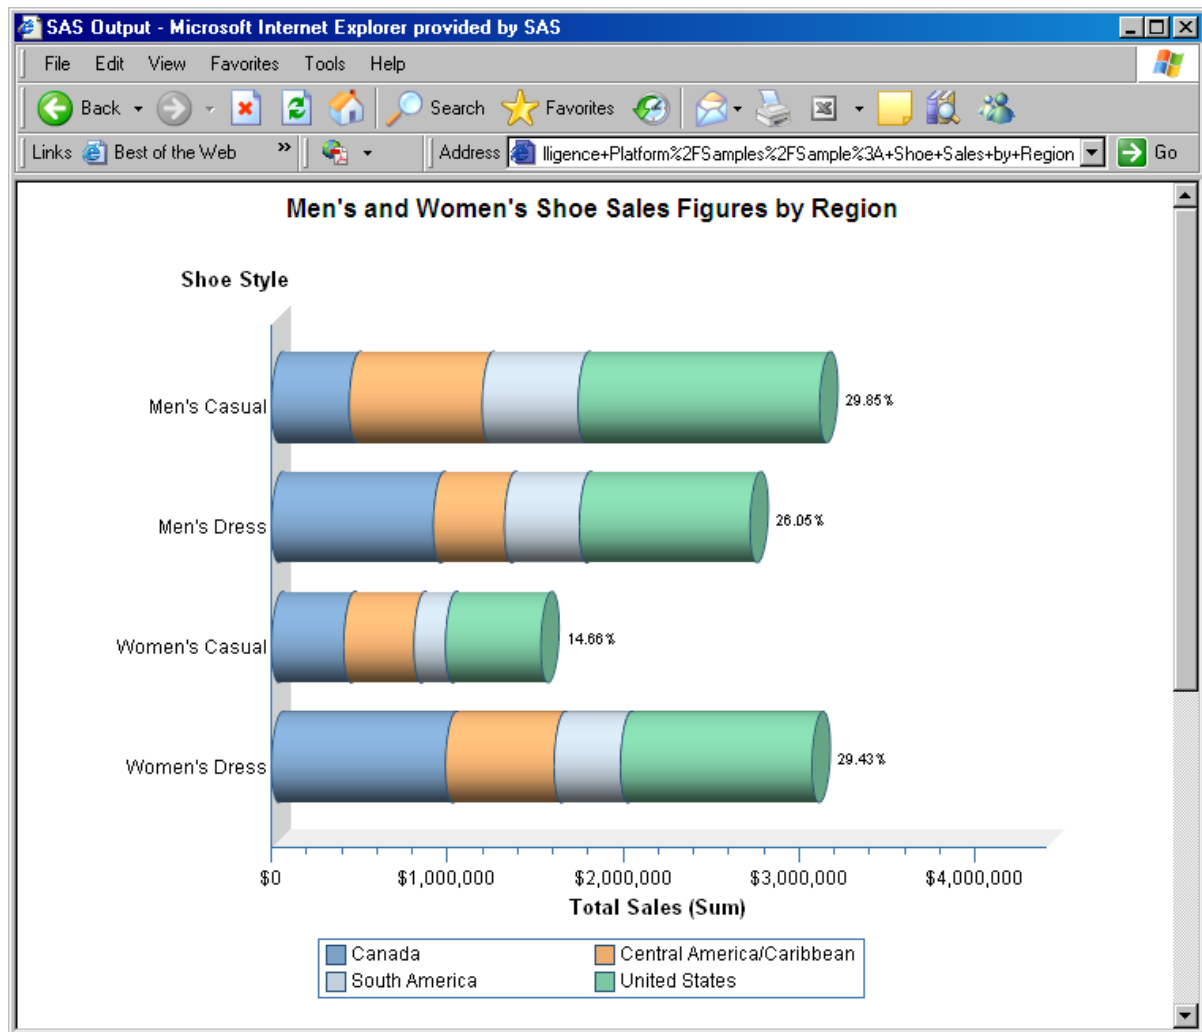 SAS Output - Microsoft Internet Explorer provided by SAS
File Edit View Favorites Tools Help
Back Search Favorites
Links Best of the Web » Address lligence+Platform%2FSamples%2FSample%3A+Shoe+Sales+by+Region Go
Men's and Women's Shoe Sales Figures by Region
Shoe Style
Men's Casual 29.85%
Men's Dress 26.05%
Women's Casual 14.66%
Women's Dress 29.43%
$0 $1,000,000 $2,000,000 $3,000,000 $4,000,000
Total Sales (Sum)
Canada Central America/Caribbean
South America United States